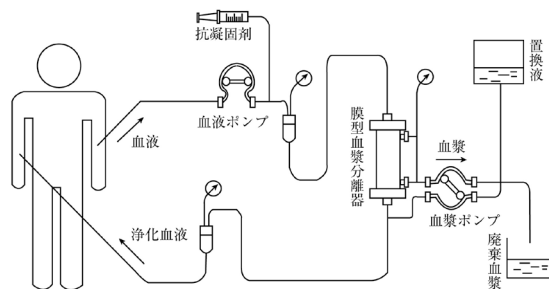 抗凝固剤
血液ポンプ
血液
浄化血液
膜型血漿分離器
血漿
血漿ポンプ
置換液
廃棄血漿